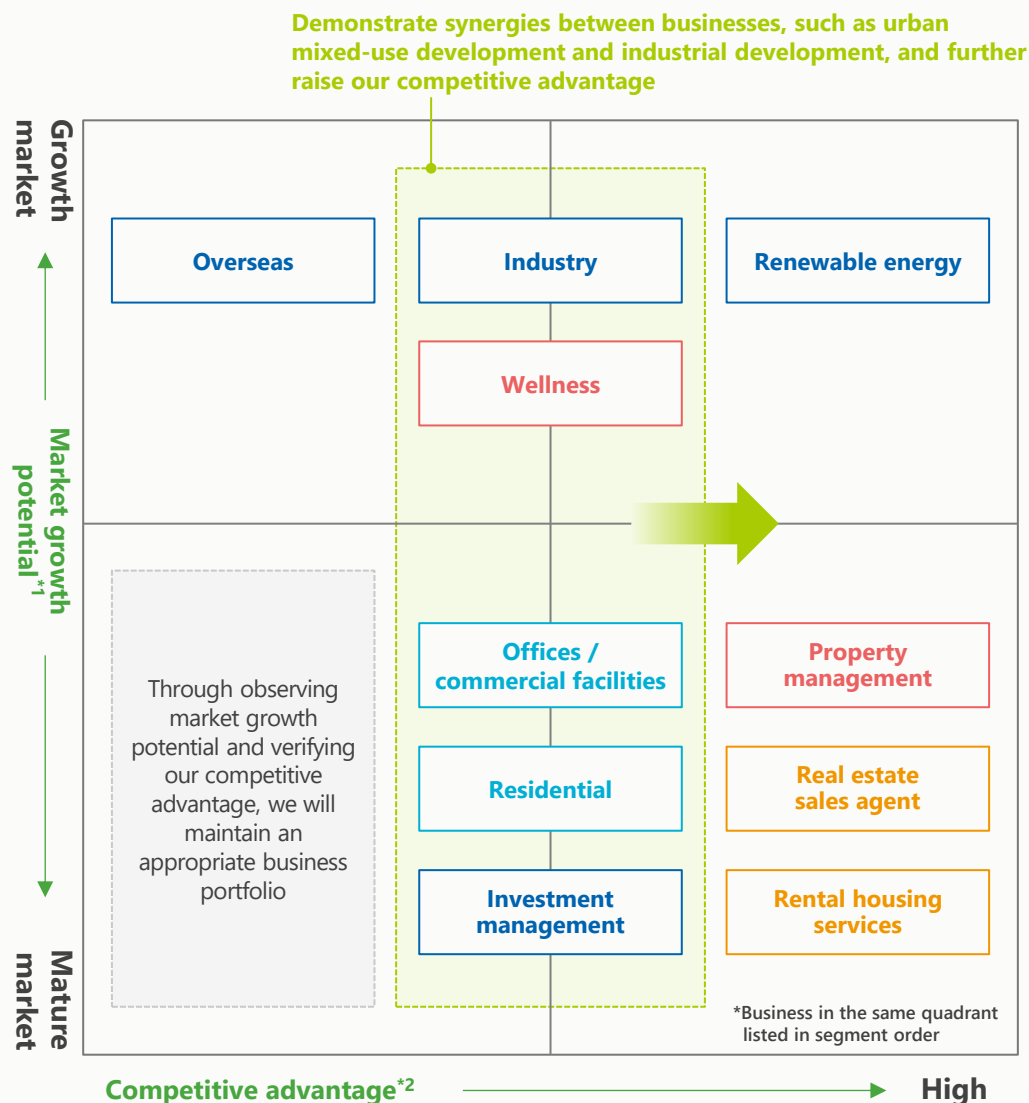 Demonstrate synergies between businesses, such as urban
mixed-use development and industrial development, and further
raise our competitive advantage
Growth
market
Overseas
Industry
Renewable energy
Wellness
Market growth
potential*1
Through observing
market growth
potential and verifying
our competitive
advantage, we will
maintain an
appropriate business
portfolio
Offices /
commercial facilities
Property
management
Residential
Real estate
sales agent
Investment
management
Rental housing
services
Mature
market
*Business in the same quadrant
listed in segment order
Competitive advantage*2
High